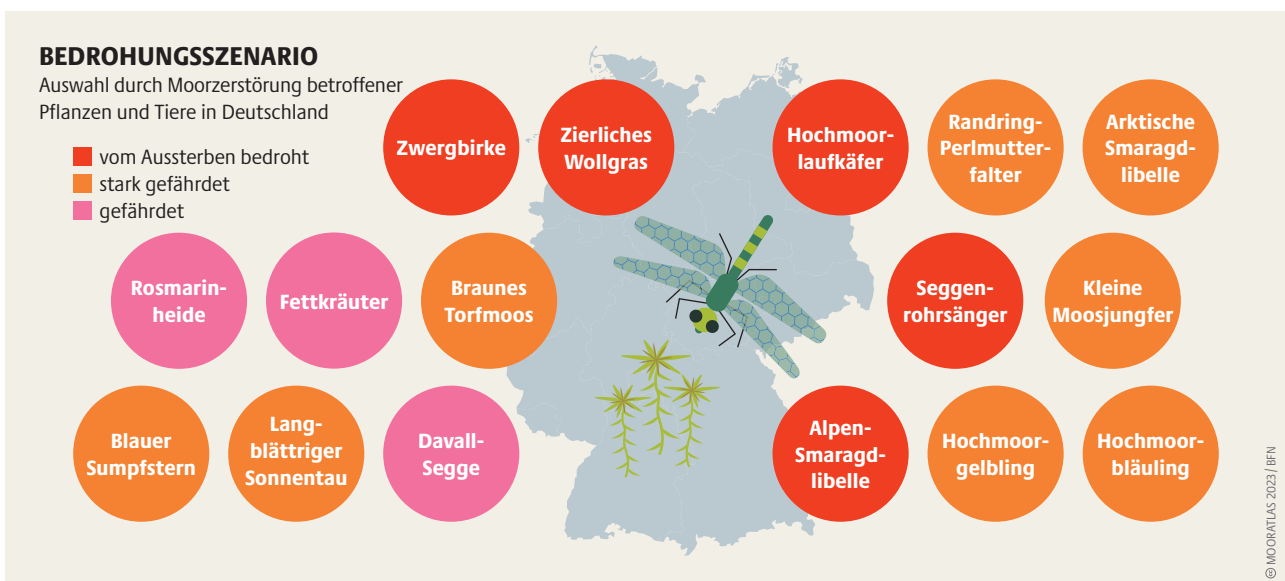 BEDROHUNGSSZENARIO
Auswahl durch Moorzerstörung betroffener
Pflanzen und Tiere in Deutschland
vom Aussterben bedroht
stark gefährdet
gefährdet
Zwergbirke
Zierliches
Wollgras
Hochmoor-
laufkäfer
Randring-
Perlmutter-
falter
Arktische
Smaragd-
libelle
Rosmarin-
heide
Fettkräuter
Braunes
Torfmoos
Seggen-
rohrsänger
Kleine
Moosjungfer
Blauer
Sumpfstern
Lang-
blättriger
Sonnentau
Davall-
Segge
Alpen-
Smaragd-
libelle
Hochmoor-
gelbling
Hochmoor-
bläuling
MOORATLAS 2023 / BFN